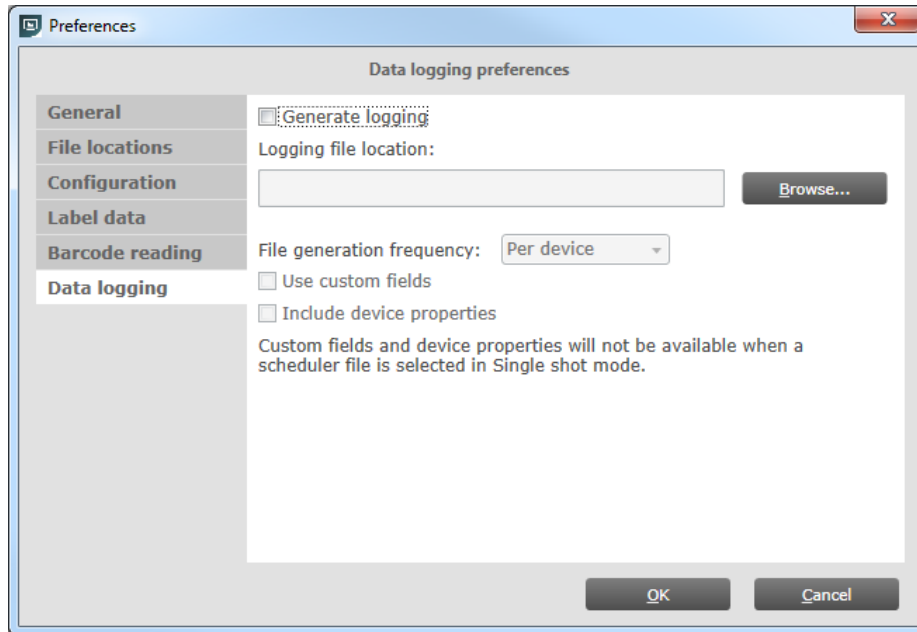 Preferences
Data logging preferences
General
File locations
Configuration
Label data
Barcode reading
Data logging
Generate logging
Logging file location:
Browse...
File generation frequency: Per device
Use custom fields
Include device properties
Custom fields and device properties will not be available when a
scheduler file is selected in Single shot mode.
OK Cancel